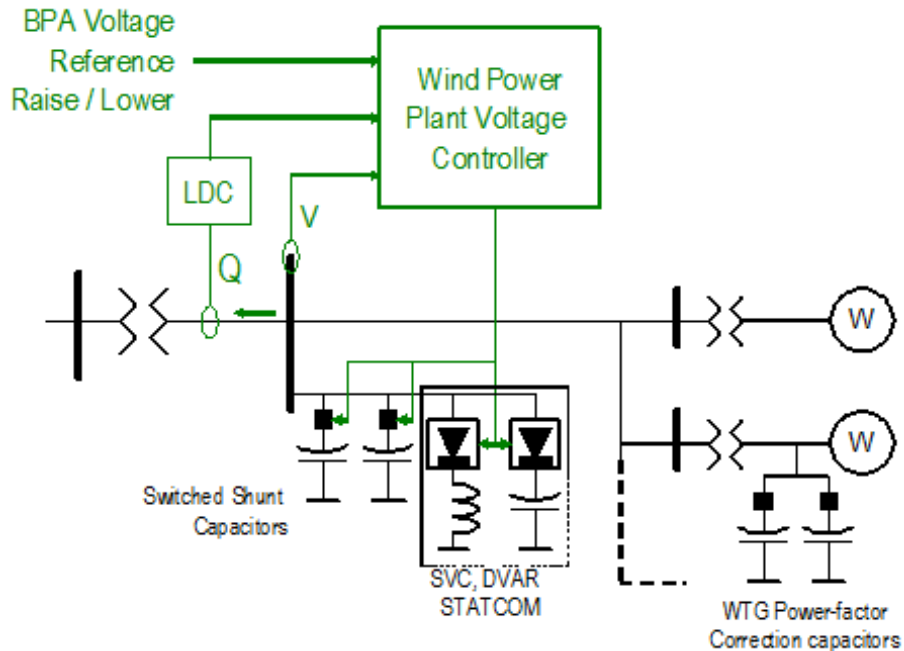 BPA Voltage
Reference
Raise / Lower
Wind Power
Plant Voltage
Controller
LDC
V
Q
W
W
Switched Shunt
Capacitors
SVC, DVAR
STATCOM
WTG Power-factor
Correction capacitors